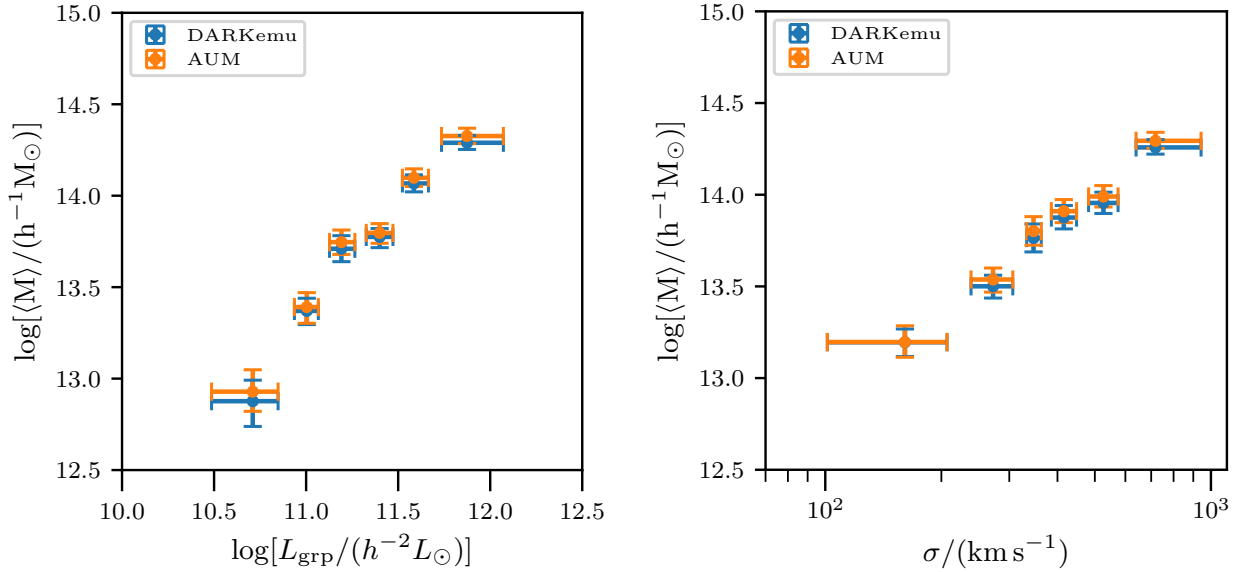 15.0
14.5
14.0
13.5
13.0
12.5
log[⟨M⟩/(h⁻¹M⊙)]
DARKemu
AUM
10.0 10.5 11.0 11.5 12.0 12.5
log[L_grp/(h⁻²L⊙)]
15.0
14.5
14.0
13.5
13.0
12.5
log[⟨M⟩/(h⁻¹M⊙)]
DARKemu
AUM
10² 10³
σ/(km s⁻¹)